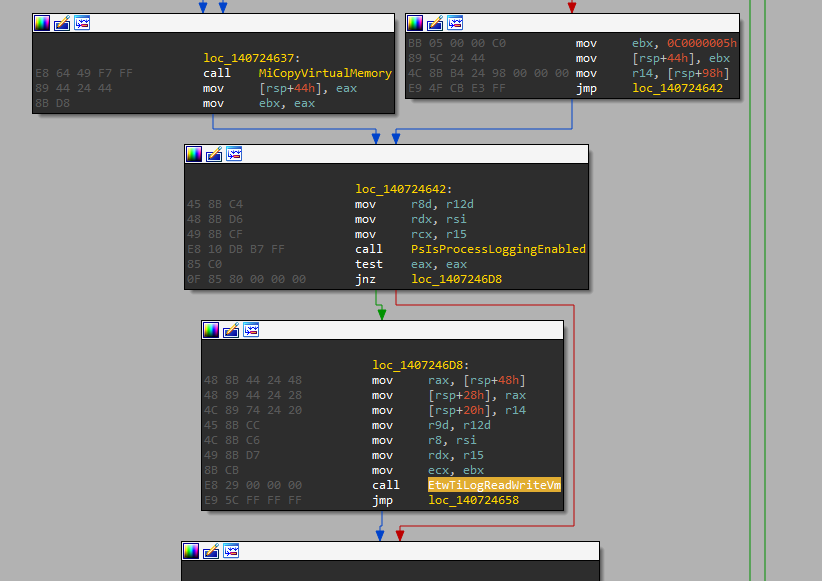 loc_140724637:
E8 64 49 F7 FF call MiCopyVirtualMemory
89 44 24 44 mov [rsp+44h], eax
8B D8 mov ebx, eax
BB 05 00 00 C0 mov ebx, 0C0000005h
89 5C 24 44 mov [rsp+44h], ebx
4C 8B B4 24 98 00 00 00 mov r14, [rsp+98h]
E9 4F CB E3 FF jmp loc_140724642
loc_140724642:
45 8B C4 mov r8d, r12d
48 8B D6 mov rdx, rsi
49 8B CF mov rcx, r15
E8 10 DB B7 FF call PsIsProcessLoggingEnabled
85 C0 test eax, eax
0F 85 80 00 00 00 jnz loc_1407246D8
loc_1407246D8:
48 8B 44 24 48 mov rax, [rsp+48h]
48 89 44 24 28 mov [rsp+28h], rax
4C 89 74 24 20 mov [rsp+20h], r14
45 8B CC mov r9d, r12d
4C 8B C6 mov r8, rsi
49 8B D7 mov rdx, r15
8B CB mov ecx, ebx
E8 29 00 00 00 call EtwTiLogReadWriteVm
E9 5C FF FF FF jmp loc_140724658